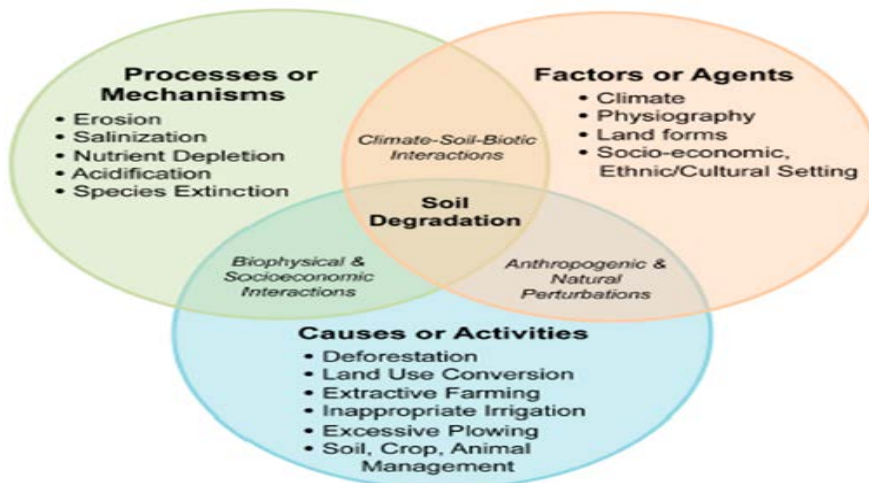 Processes or
Mechanisms
• Erosion
• Salinization
• Nutrient Depletion
• Acidification
• Species Extinction
Factors or Agents
• Climate
• Physiography
• Land forms
• Socio-economic,
Ethnic/Cultural Setting
Climate-Soil-Biotic
Interactions
Soil
Degradation
Biophysical &
Socioeconomic
Interactions
Anthropogenic &
Natural
Perturbations
Causes or Activities
• Deforestation
• Land Use Conversion
• Extractive Farming
• Inappropriate Irrigation
• Excessive Plowing
• Soil, Crop, Animal
Management